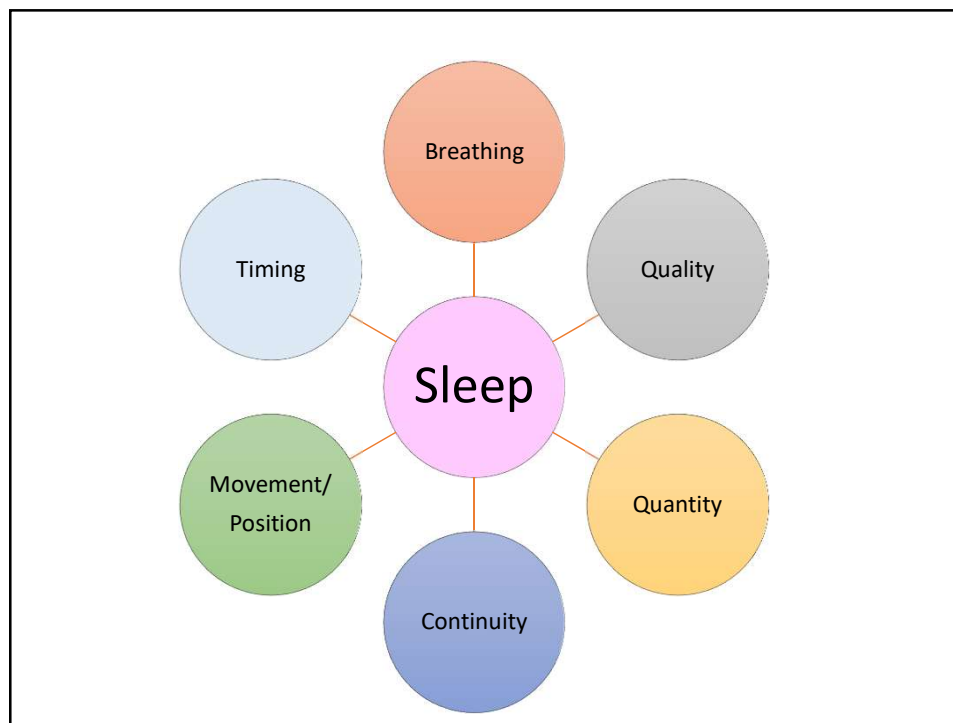 Breathing
Timing
Quality
Sleep
Movement/
Position
Quantity
Continuity